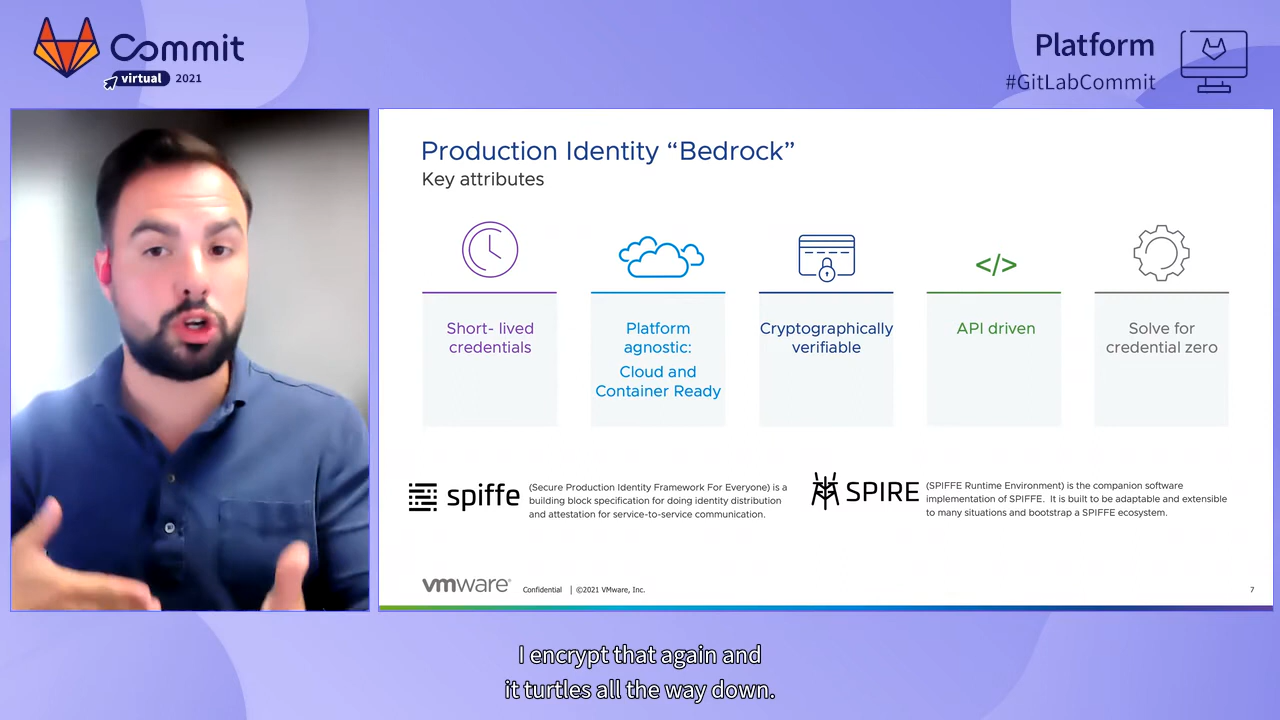 Commit
virtual 2021
Platform
#GitLabCommit
Production Identity “Bedrock”
Key attributes
Short- lived
credentials
Platform
agnostic:
Cloud and
Container Ready
Cryptographically
verifiable
</>
API driven
Solve for
credential zero
spiffe
(Secure Production Identity Framework For Everyone) is a
building block specification for doing identity distribution
and attestation for service-to-service communication.
SPIRE
(SPIFFE Runtime Environment) is the companion software
implementation of SPIFFE. It is built to be adaptable and extensible
to many situations and bootstrap a SPIFFE ecosystem.
vmware® Confidential | ©2021 VMware, Inc. 7
I encrypt that again and
it turtles all the way down.